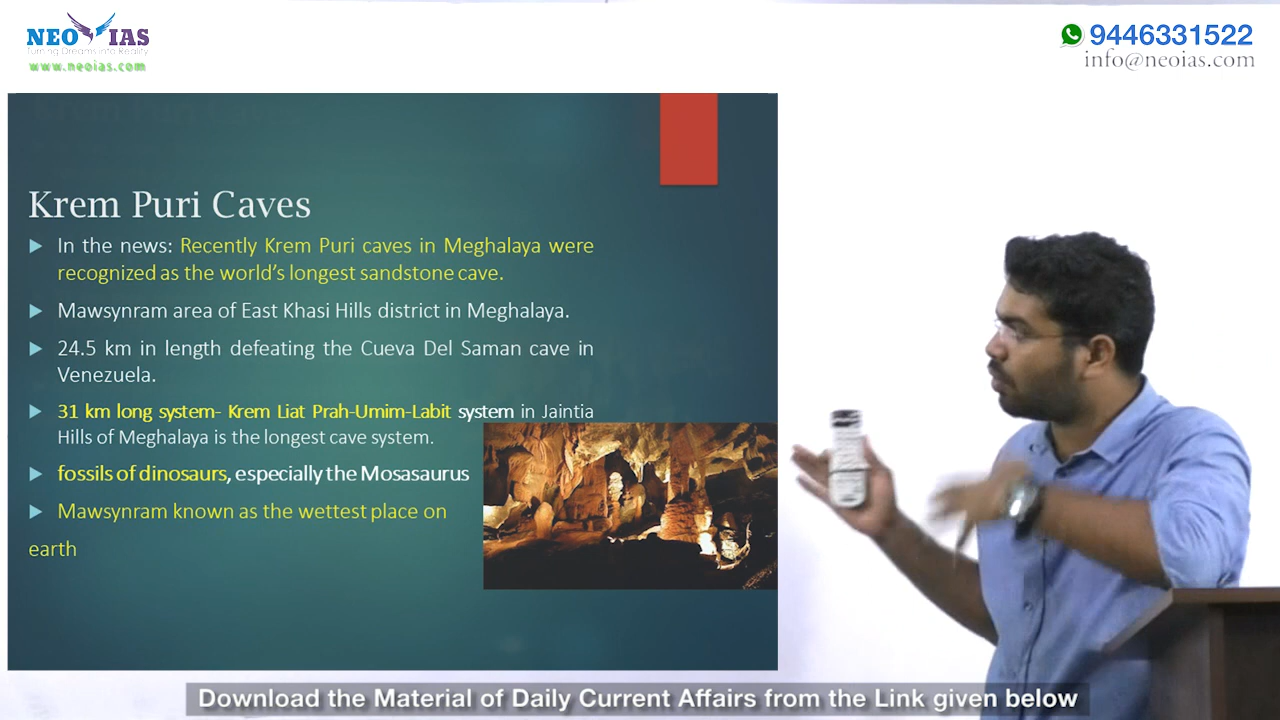 NEO IAS
Turning Dreams into Reality
www.neoias.com
9446331522
info@neoias.com
Krem Puri Caves
In the news: Recently Krem Puri caves in Meghalaya were
recognized as the world's longest sandstone cave.
Mawsynram area of East Khasi Hills district in Meghalaya.
24.5 km in length defeating the Cueva Del Saman cave in
Venezuela.
31 km long system- Krem Liat Prah-Umim-Labit system in Jaintia
Hills of Meghalaya is the longest cave system.
fossils of dinosaurs, especially the Mosasaurus
Mawsynram known as the wettest place on
earth
Download the Material of Daily Current Affairs from the Link given below